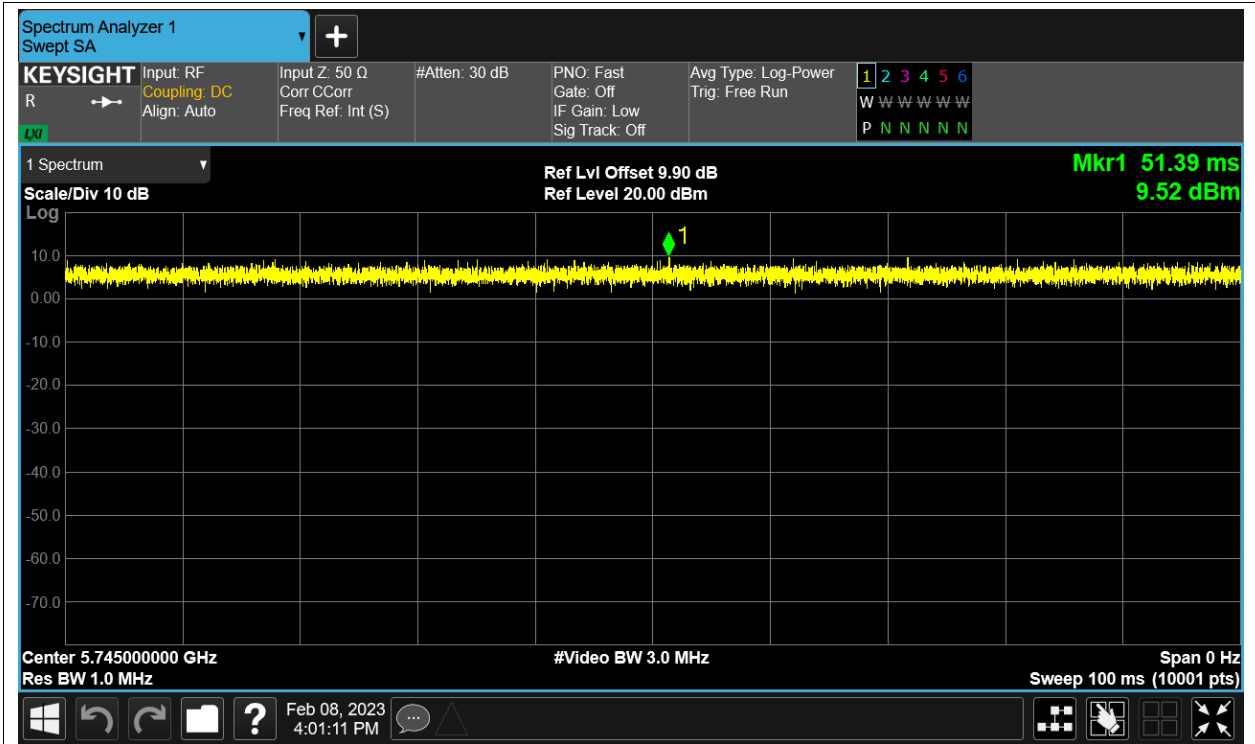 Spectrum Analyzer 1
Swept SA
KEYSIGHT
R
LXI
Input: RF
Coupling: DC
Align: Auto
Input Z: 50 Ω
Corr CCorr
Freq Ref: Int (S)
#Atten: 30 dB
PNO: Fast
Gate: Off
IF Gain: Low
Sig Track: Off
Avg Type: Log-Power
Trig: Free Run
1 2 3 4 5 6
W W W W W W
P N N N N N
1 Spectrum
Scale/Div 10 dB
Ref Lvl Offset 9.90 dB
Ref Level 20.00 dBm
Mkr1 51.39 ms
9.52 dBm
Log
1
10.0
0.00
-10.0
-20.0
-30.0
-40.0
-50.0
-60.0
-70.0
Center 5.745000000 GHz
#Video BW 3.0 MHz
Span 0 Hz
Res BW 1.0 MHz
Sweep 100 ms (10001 pts)
?
Feb 08, 2023
4:01:11 PM